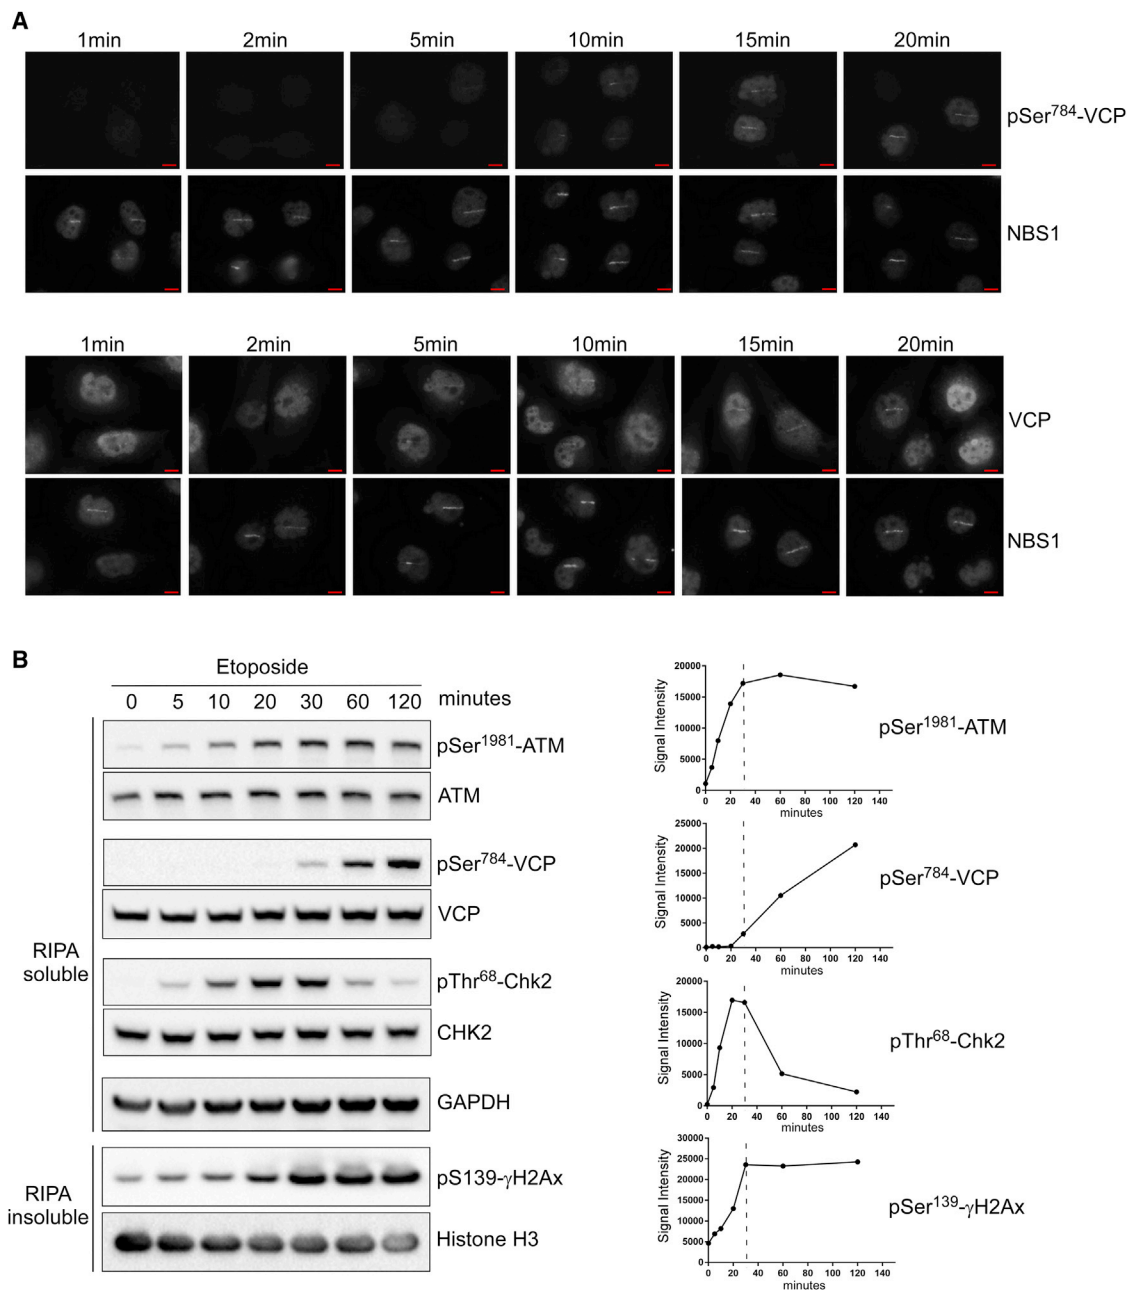 A
1min 2min 5min 10min 15min 20min
pSer784-VCP
NBS1
1min 2min 5min 10min 15min 20min
VCP
NBS1
B
Etoposide
0 5 10 20 30 60 120 minutes
pSer1981-ATM
ATM
pSer784-VCP
VCP
RIPA
soluble
pThr68-Chk2
CHK2
GAPDH
RIPA
insoluble
pS139-γH2Ax
Histone H3
Signal Intensity
20000
15000
10000
5000
0
0 20 40 60 80 100 120 140
minutes
pSer1981-ATM
Signal Intensity
25000
20000
15000
10000
5000
0
0 20 40 60 80 100 120 140
minutes
pSer784-VCP
Signal Intensity
20000
15000
10000
5000
0
0 20 40 60 80 100 120 140
minutes
pThr68-Chk2
Signal Intensity
30000
25000
20000
15000
10000
5000
0
0 20 40 60 80 100 120 140
minutes
pSer139-γH2Ax